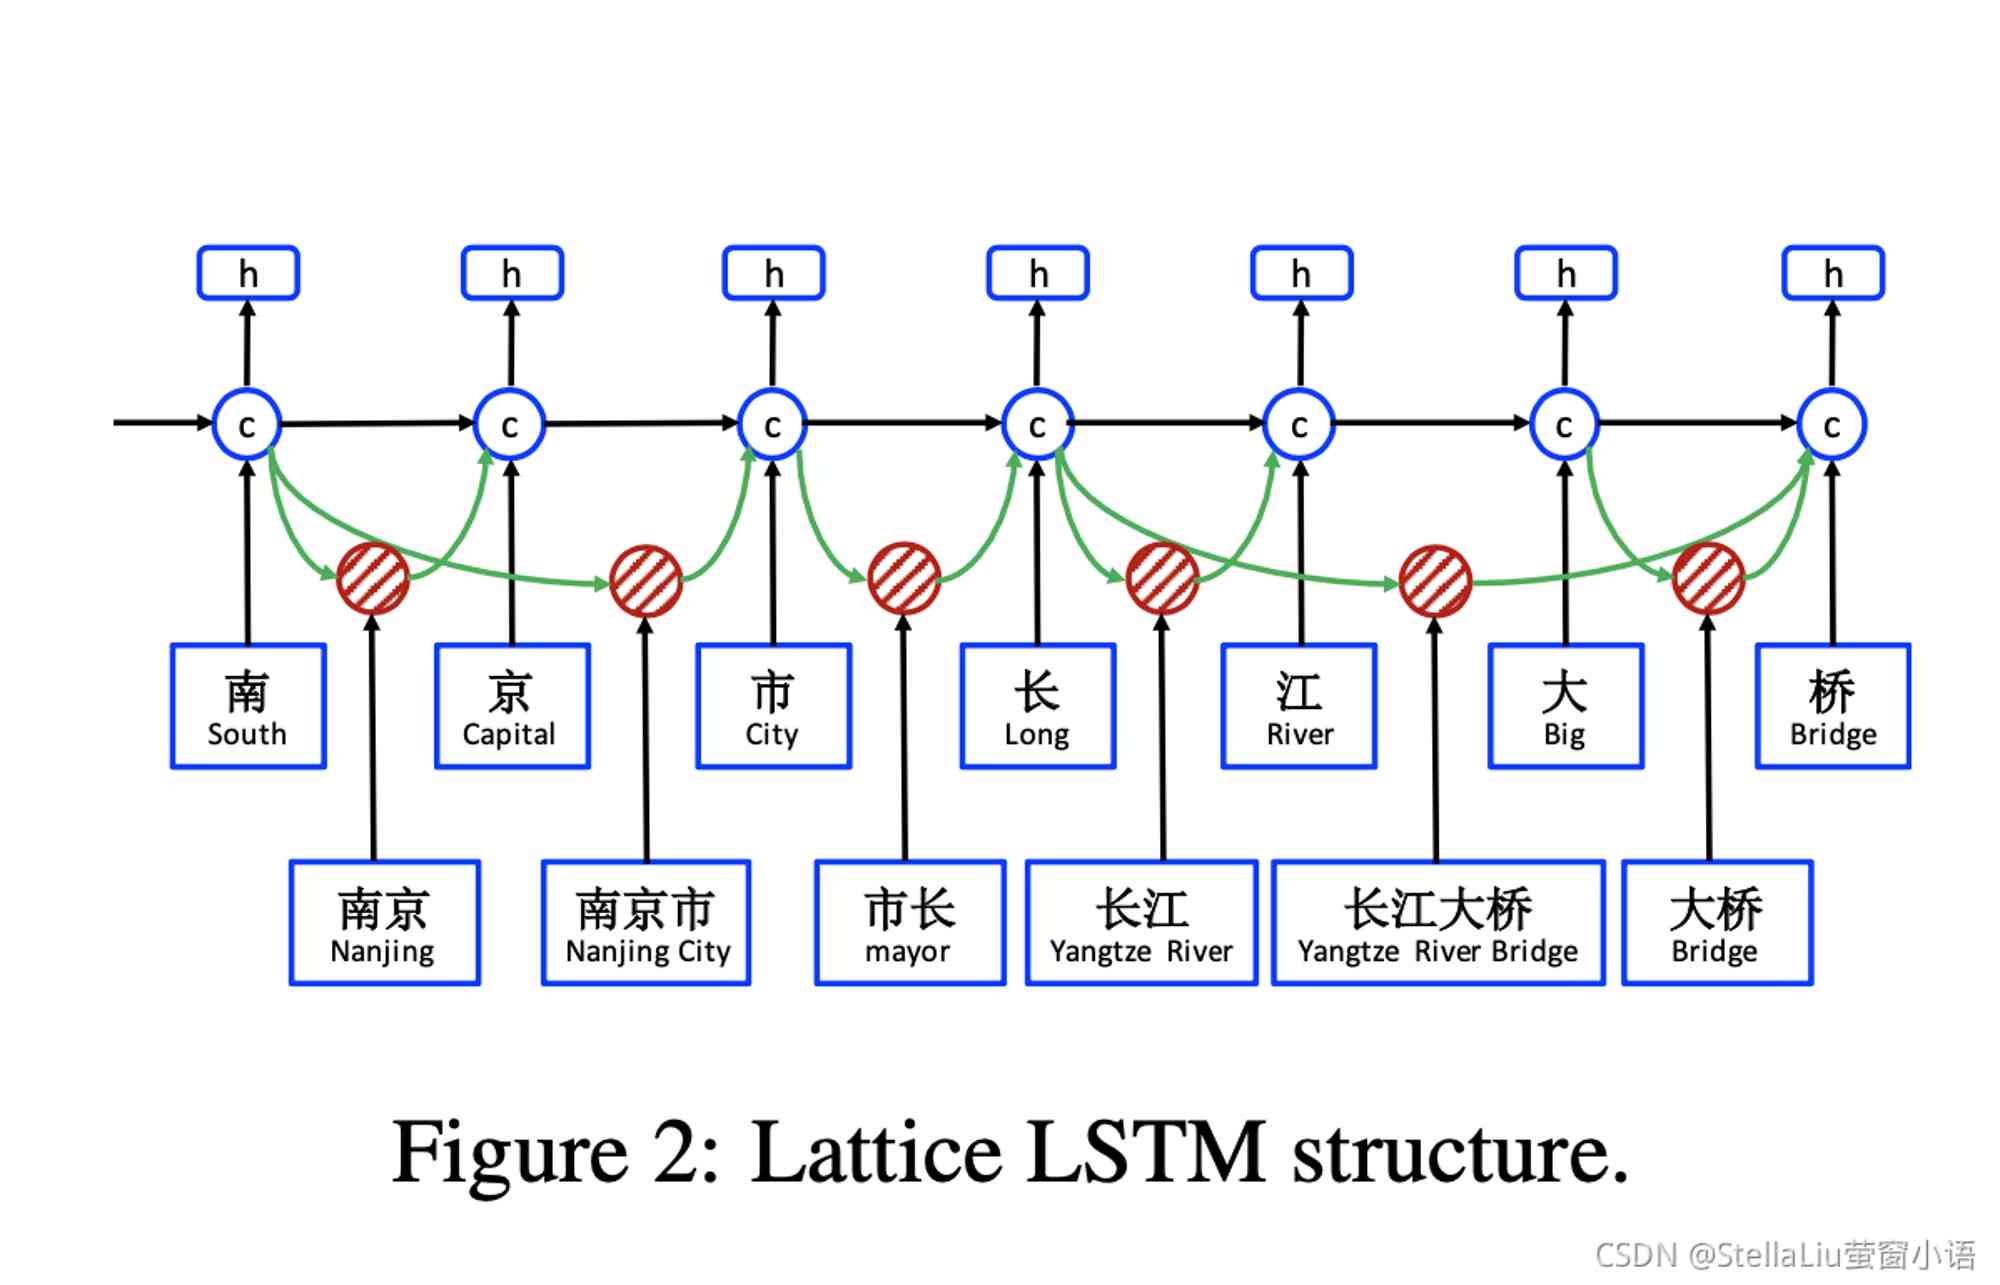 h h h h h h h
c c c c c c c
南 京 市 长 江 大 桥
South Capital City Long River Big Bridge
南京 南京市 市长 长江 长江大桥 大桥
Nanjing Nanjing City mayor Yangtze River Yangtze River Bridge Bridge
Figure 2: Lattice LSTM structure.
CSDN @StellaLiu萤窗小语